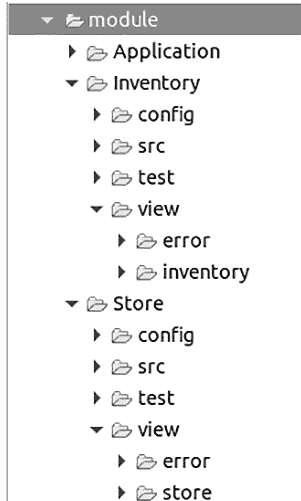 module
Application
Inventory
config
src
test
view
error
inventory
Store
config
src
test
view
error
store